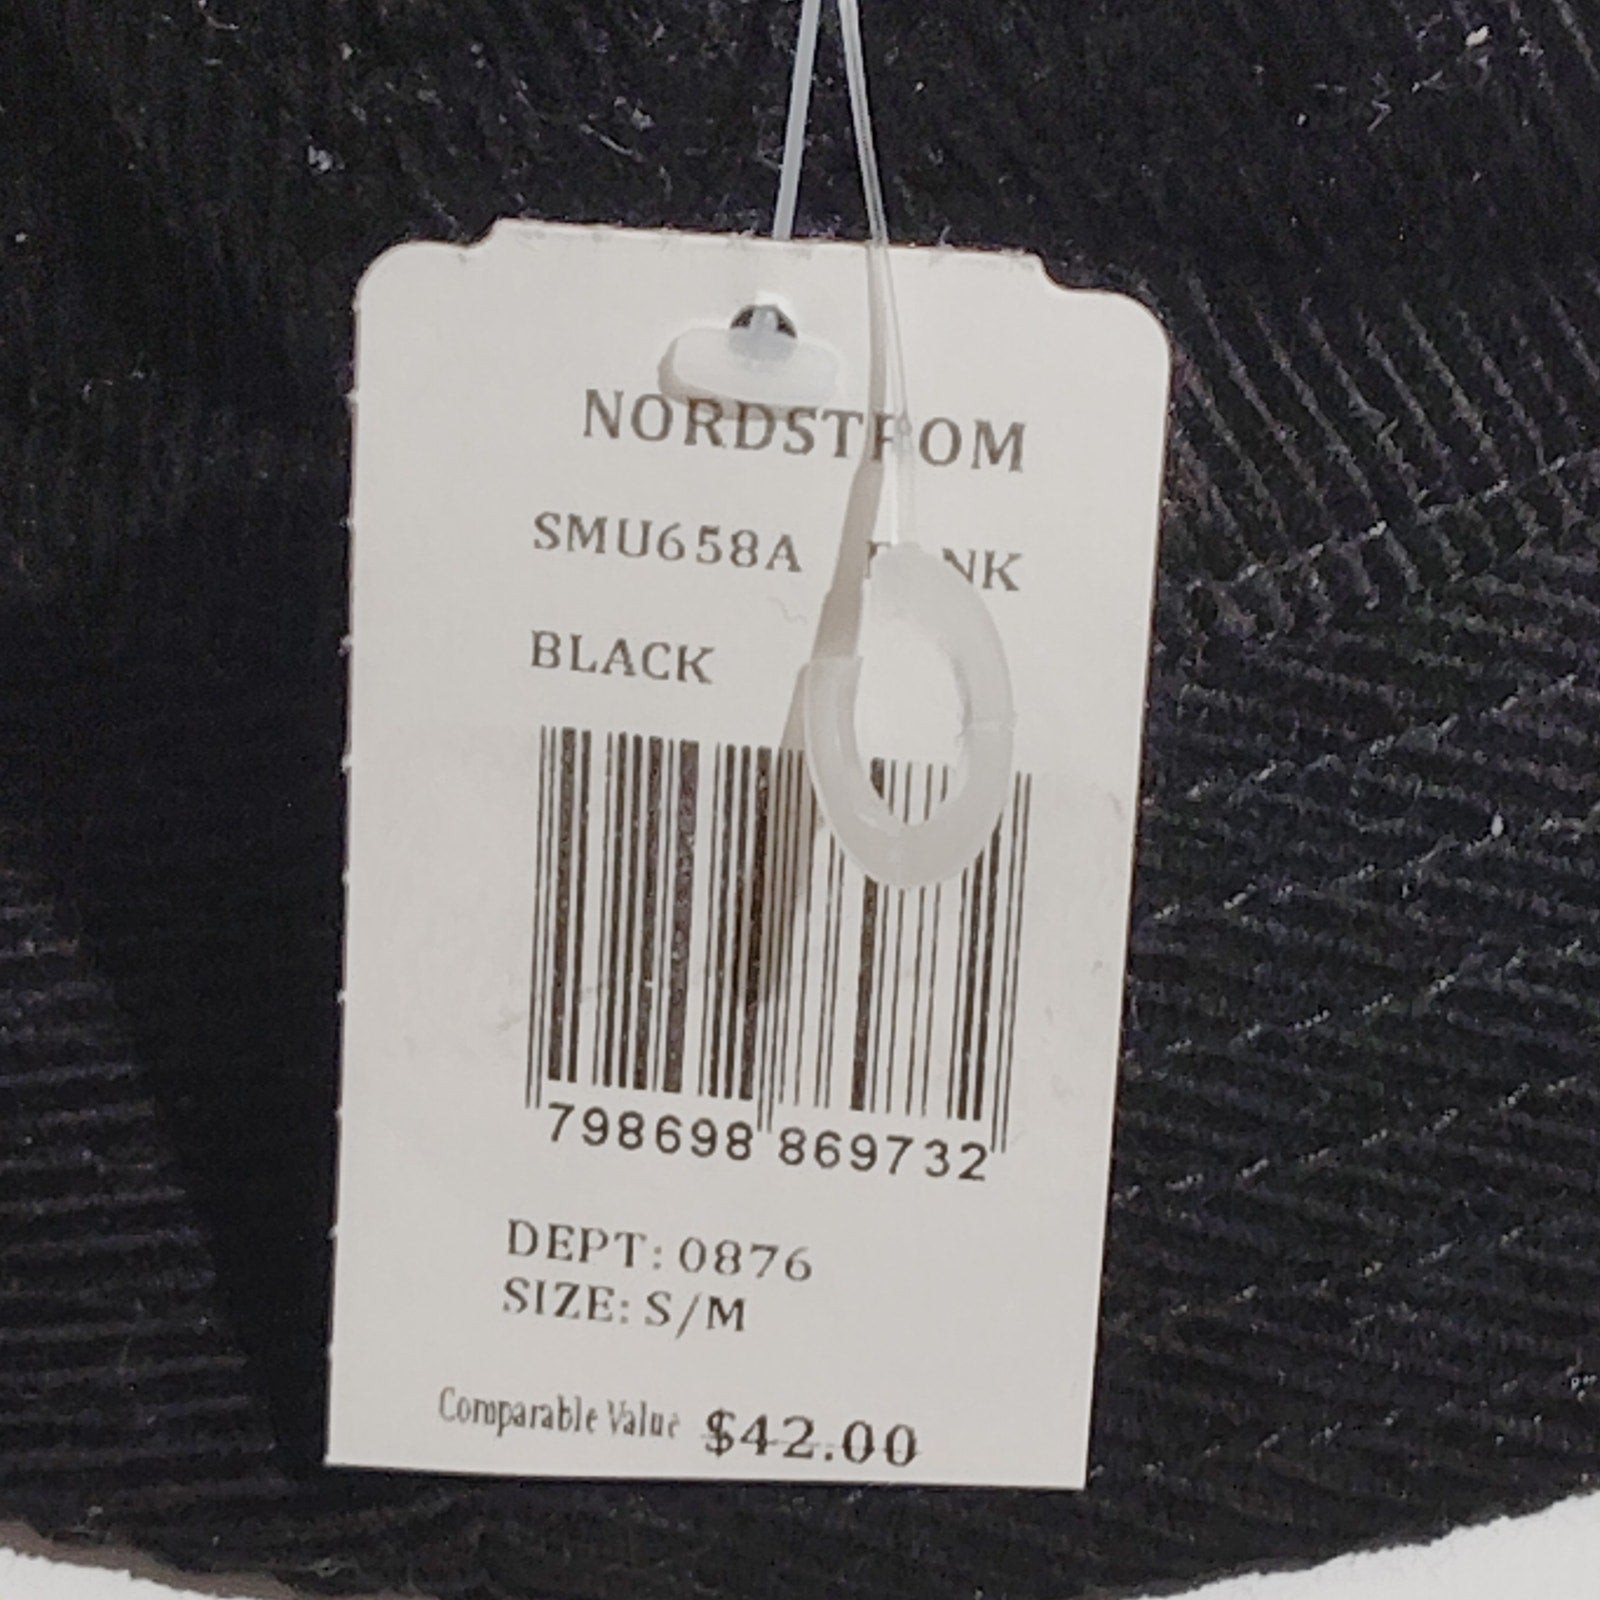 NORDSTROM
SMU658A
BLACK
798698 869732
DEPT: 0876
SIZE: S/M
Comparable Value $42.00